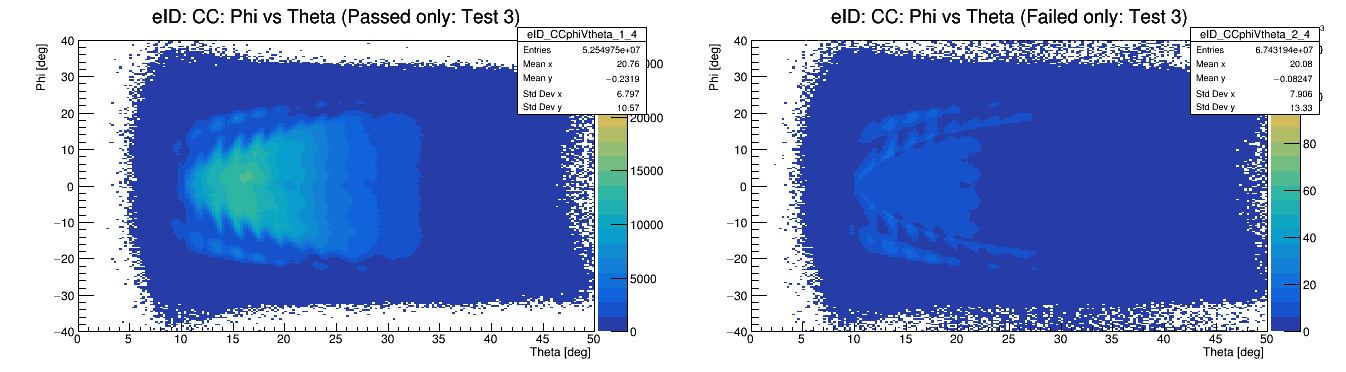 eID: CC: Phi vs Theta (Passed only: Test 3)
eID_CCphiVtheta_1_4
Entries 5.254975e+07
Mean x 20.76
Mean y −0.2319
Std Dev x 6.797
Std Dev y 10.57
Phi [deg]
40
30
20
10
0
−10
−20
−30
−40
0 5 10 15 20 25 30 35 40 45 50
Theta [deg]
000
20000
15000
10000
5000
0
eID: CC: Phi vs Theta (Failed only: Test 3)
eID_CCphiVtheta_2_4
Entries 6.743194e+07
Mean x 20.08
Mean y −0.08247
Std Dev x 7.906
Std Dev y 13.33
Phi [deg]
40
30
20
10
0
−10
−20
−30
−40
0 5 10 15 20 25 30 35 40 45 50
Theta [deg]
3
80
60
40
20
0